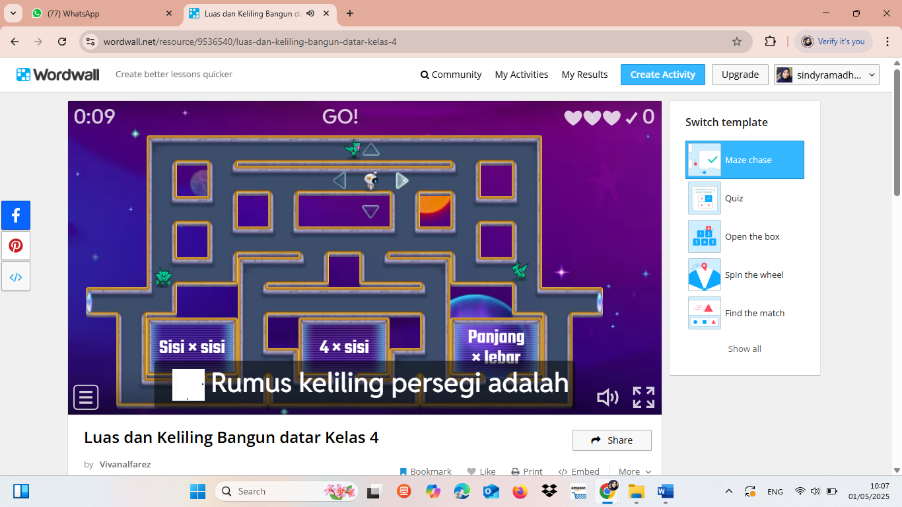 (77) WhatsApp
Luas dan Keliling Bangun da
wordwall.net/resource/9536540/luas-dan-keliling-bangun-datar-kelas-4
Verify it's you
Wordwall
Create better lessons quicker
Community
My Activities
My Results
Create Activity
Upgrade
sindyramadh...
0:09
GO!
0
Sisi × sisi
4 × sisi
Panjang
× lebar
Rumus keliling persegi adalah
Switch template
Maze chase
Quiz
Open the box
Spin the wheel
Find the match
Show all
Luas dan Keliling Bangun datar Kelas 4
Share
by Vivanalfarez
Bookmark
Like
Print
Embed
More
Search
ENG
10:07
01/05/2025